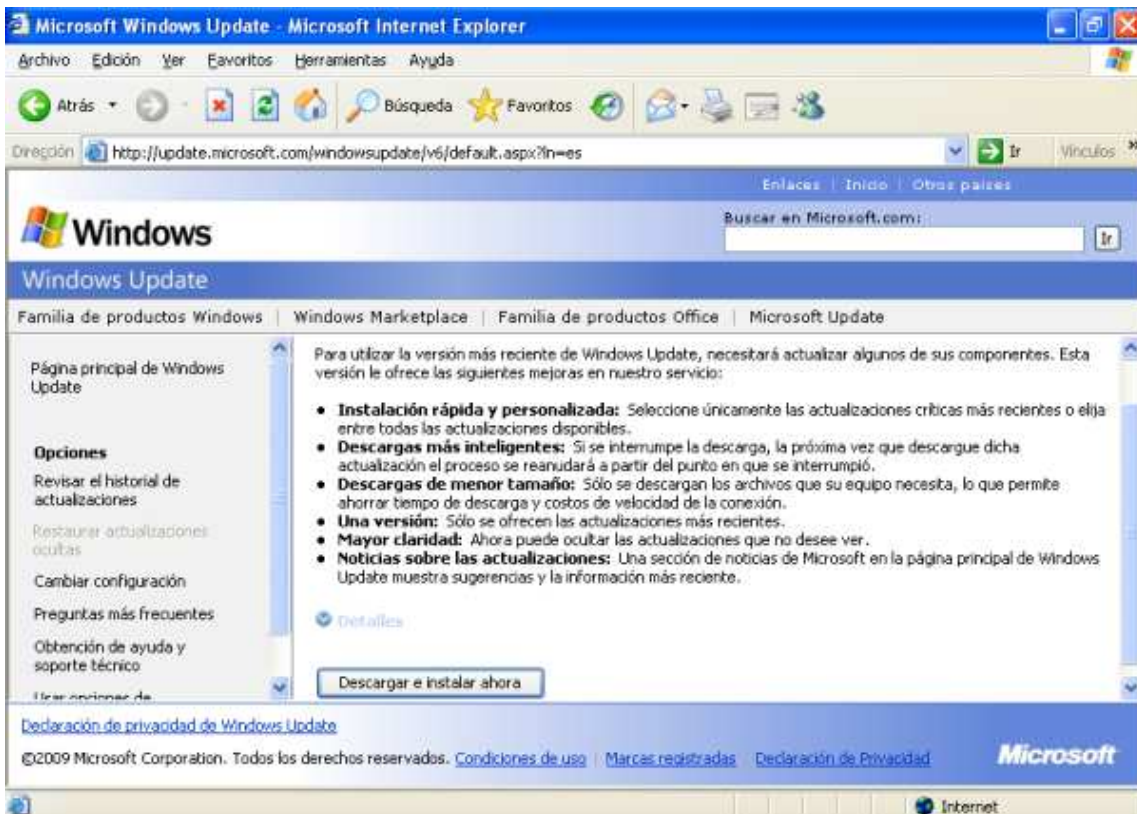 Microsoft Windows Update - Microsoft Internet Explorer
Archivo Edición Ver Favoritos Herramientas Ayuda
Atrás Búsqueda Favoritos
Dirección http://update.microsoft.com/windowsupdate/v6/default.aspx?ln=es Ir Vínculos »
Enlaces | Inicio | Otros países
Windows
Buscar en Microsoft.com:
Ir
Windows Update
Familia de productos Windows | Windows Marketplace | Familia de productos Office | Microsoft Update
Página principal de Windows
Update
Opciones
Revisar el historial de
actualizaciones
Restaurar actualizaciones
ocultas
Cambiar configuración
Preguntas más frecuentes
Obtención de ayuda y
soporte técnico
Usar opciones de
Para utilizar la versión más reciente de Windows Update, necesitará actualizar algunos de sus componentes. Esta
versión le ofrece las siguientes mejoras en nuestro servicio:
• Instalación rápida y personalizada: Seleccione únicamente las actualizaciones críticas más recientes o elija
entre todas las actualizaciones disponibles.
• Descargas más inteligentes: Si se interrumpe la descarga, la próxima vez que descargue dicha
actualización el proceso se reanudará a partir del punto en que se interrumpió.
• Descargas de menor tamaño: Sólo se descargan los archivos que su equipo necesita, lo que permite
ahorrar tiempo de descarga y costos de velocidad de la conexión.
• Una versión: Sólo se ofrecen las actualizaciones más recientes.
• Mayor claridad: Ahora puede ocultar las actualizaciones que no desee ver.
• Noticias sobre las actualizaciones: Una sección de noticias de Microsoft en la página principal de Windows
Update muestra sugerencias y la información más reciente.
Detalles
Descargar e instalar ahora
Declaración de privacidad de Windows Update
©2009 Microsoft Corporation. Todos los derechos reservados. Condiciones de uso | Marcas registradas | Declaración de Privacidad
Microsoft
Internet